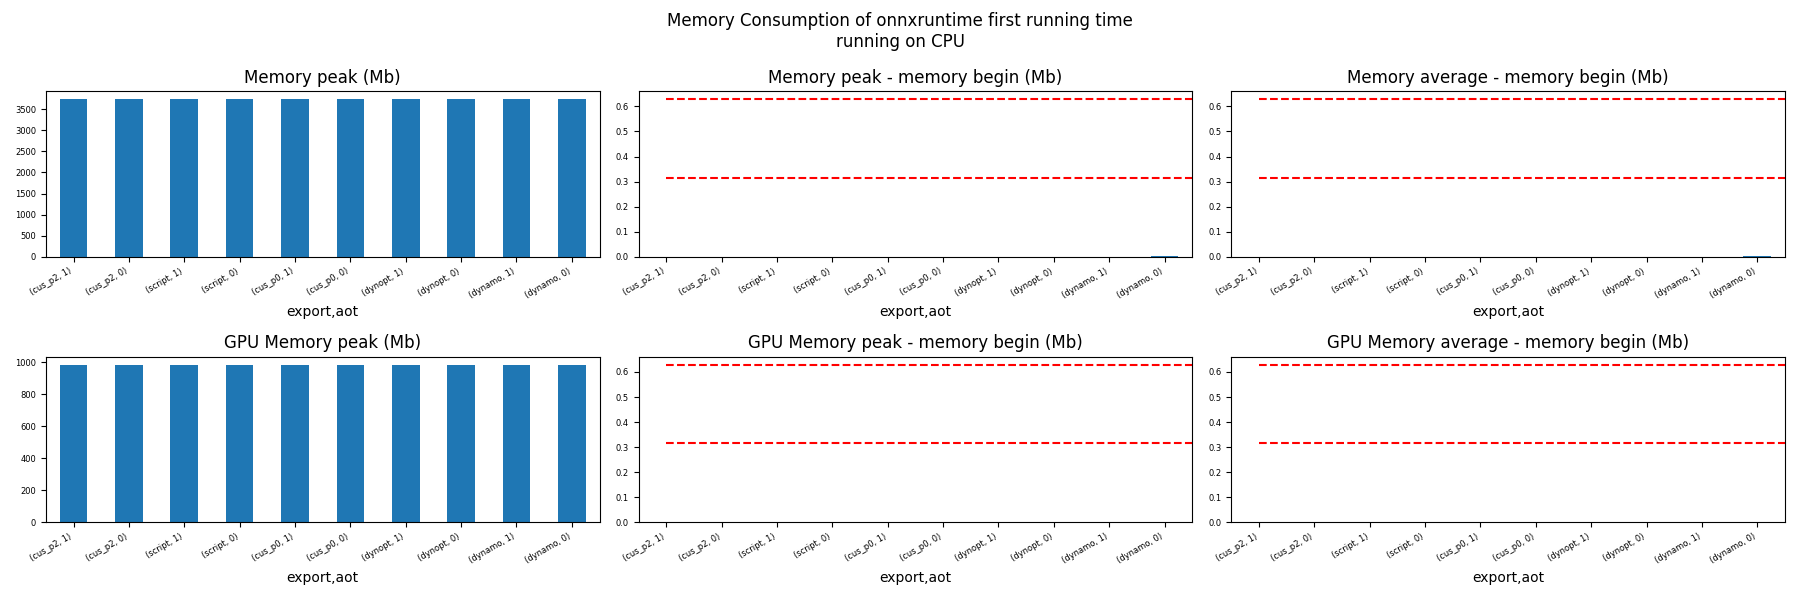 Memory Consumption of onnxruntime first running time
running on CPU
Memory peak (Mb)
3500
3000
2500
2000
1500
1000
500
0
(cus_p2, 1)
(cus_p2, 0)
(script, 1)
(script, 0)
(cus_p0, 1)
(cus_p0, 0)
(dynopt, 1)
(dynopt, 0)
(dynamo, 1)
(dynamo, 0)
export,aot
Memory peak - memory begin (Mb)
0.6
0.5
0.4
0.3
0.2
0.1
0.0
(cus_p2, 1)
(cus_p2, 0)
(script, 1)
(script, 0)
(cus_p0, 1)
(cus_p0, 0)
(dynopt, 1)
(dynopt, 0)
(dynamo, 1)
(dynamo, 0)
export,aot
Memory average - memory begin (Mb)
0.6
0.5
0.4
0.3
0.2
0.1
0.0
(cus_p2, 1)
(cus_p2, 0)
(script, 1)
(script, 0)
(cus_p0, 1)
(cus_p0, 0)
(dynopt, 1)
(dynopt, 0)
(dynamo, 1)
(dynamo, 0)
export,aot
GPU Memory peak (Mb)
1000
800
600
400
200
0
(cus_p2, 1)
(cus_p2, 0)
(script, 1)
(script, 0)
(cus_p0, 1)
(cus_p0, 0)
(dynopt, 1)
(dynopt, 0)
(dynamo, 1)
(dynamo, 0)
export,aot
GPU Memory peak - memory begin (Mb)
0.6
0.5
0.4
0.3
0.2
0.1
0.0
(cus_p2, 1)
(cus_p2, 0)
(script, 1)
(script, 0)
(cus_p0, 1)
(cus_p0, 0)
(dynopt, 1)
(dynopt, 0)
(dynamo, 1)
(dynamo, 0)
export,aot
GPU Memory average - memory begin (Mb)
0.6
0.5
0.4
0.3
0.2
0.1
0.0
(cus_p2, 1)
(cus_p2, 0)
(script, 1)
(script, 0)
(cus_p0, 1)
(cus_p0, 0)
(dynopt, 1)
(dynopt, 0)
(dynamo, 1)
(dynamo, 0)
export,aot